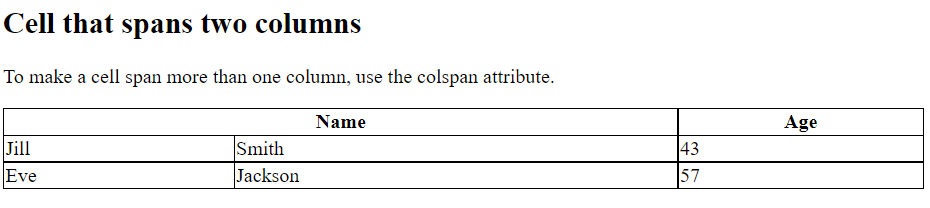 Cell that spans two columns
To make a cell span more than one column, use the colspan attribute.
Name Age
Jill Smith 43
Eve Jackson 57